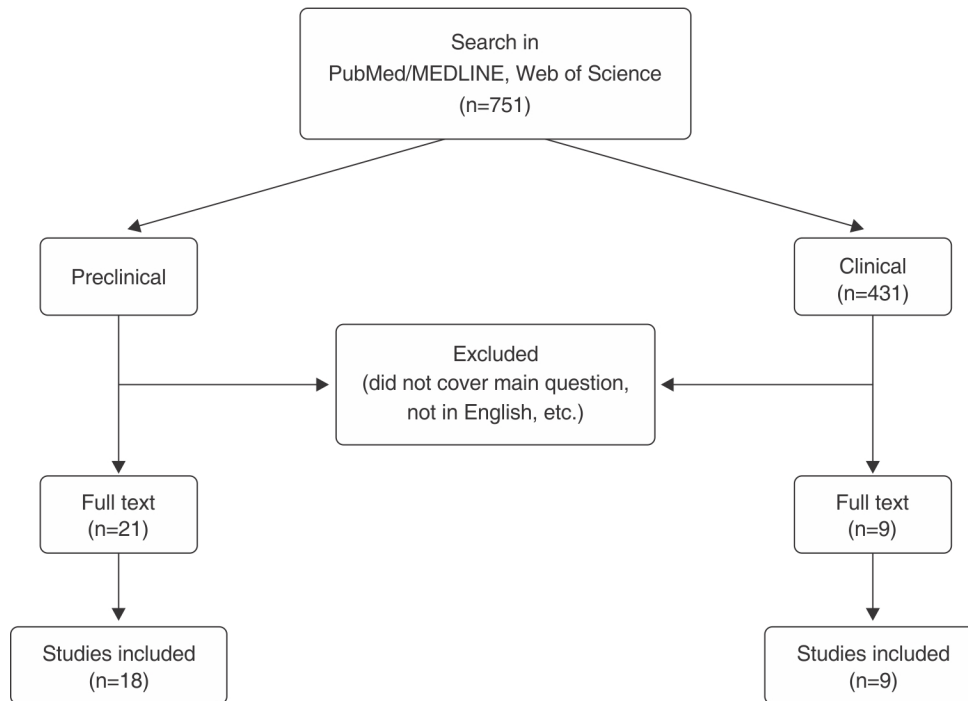 Search in
PubMed/MEDLINE, Web of Science
(n=751)
Preclinical
Clinical
(n=431)
Excluded
(did not cover main question,
not in English, etc.)
Full text
(n=21)
Full text
(n=9)
Studies included
(n=18)
Studies included
(n=9)